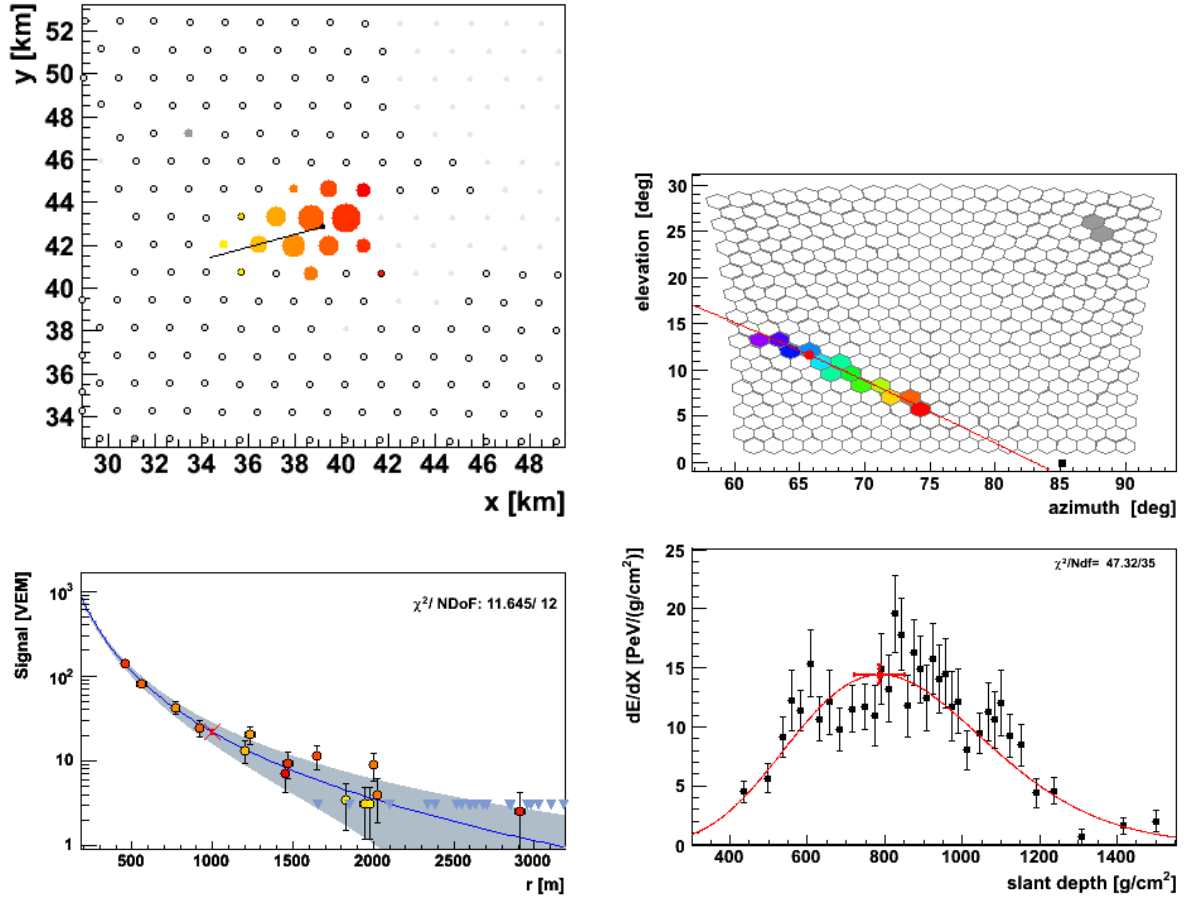 y [km]
52
50
48
46
44
42
40
38
36
34
30 32 34 36 38 40 42 44 46 48
x [km]
elevation [deg]
30
25
20
15
10
5
0
60 65 70 75 80 85 90
azimuth [deg]
Signal [VEM]
χ²/ NDoF: 11.645/ 12
10³
10²
10
1
500 1000 1500 2000 2500 3000
r [m]
dE/dX [PeV/(g/cm²)]
χ²/Ndf= 47.32/35
25
20
15
10
5
0
400 600 800 1000 1200 1400
slant depth [g/cm²]